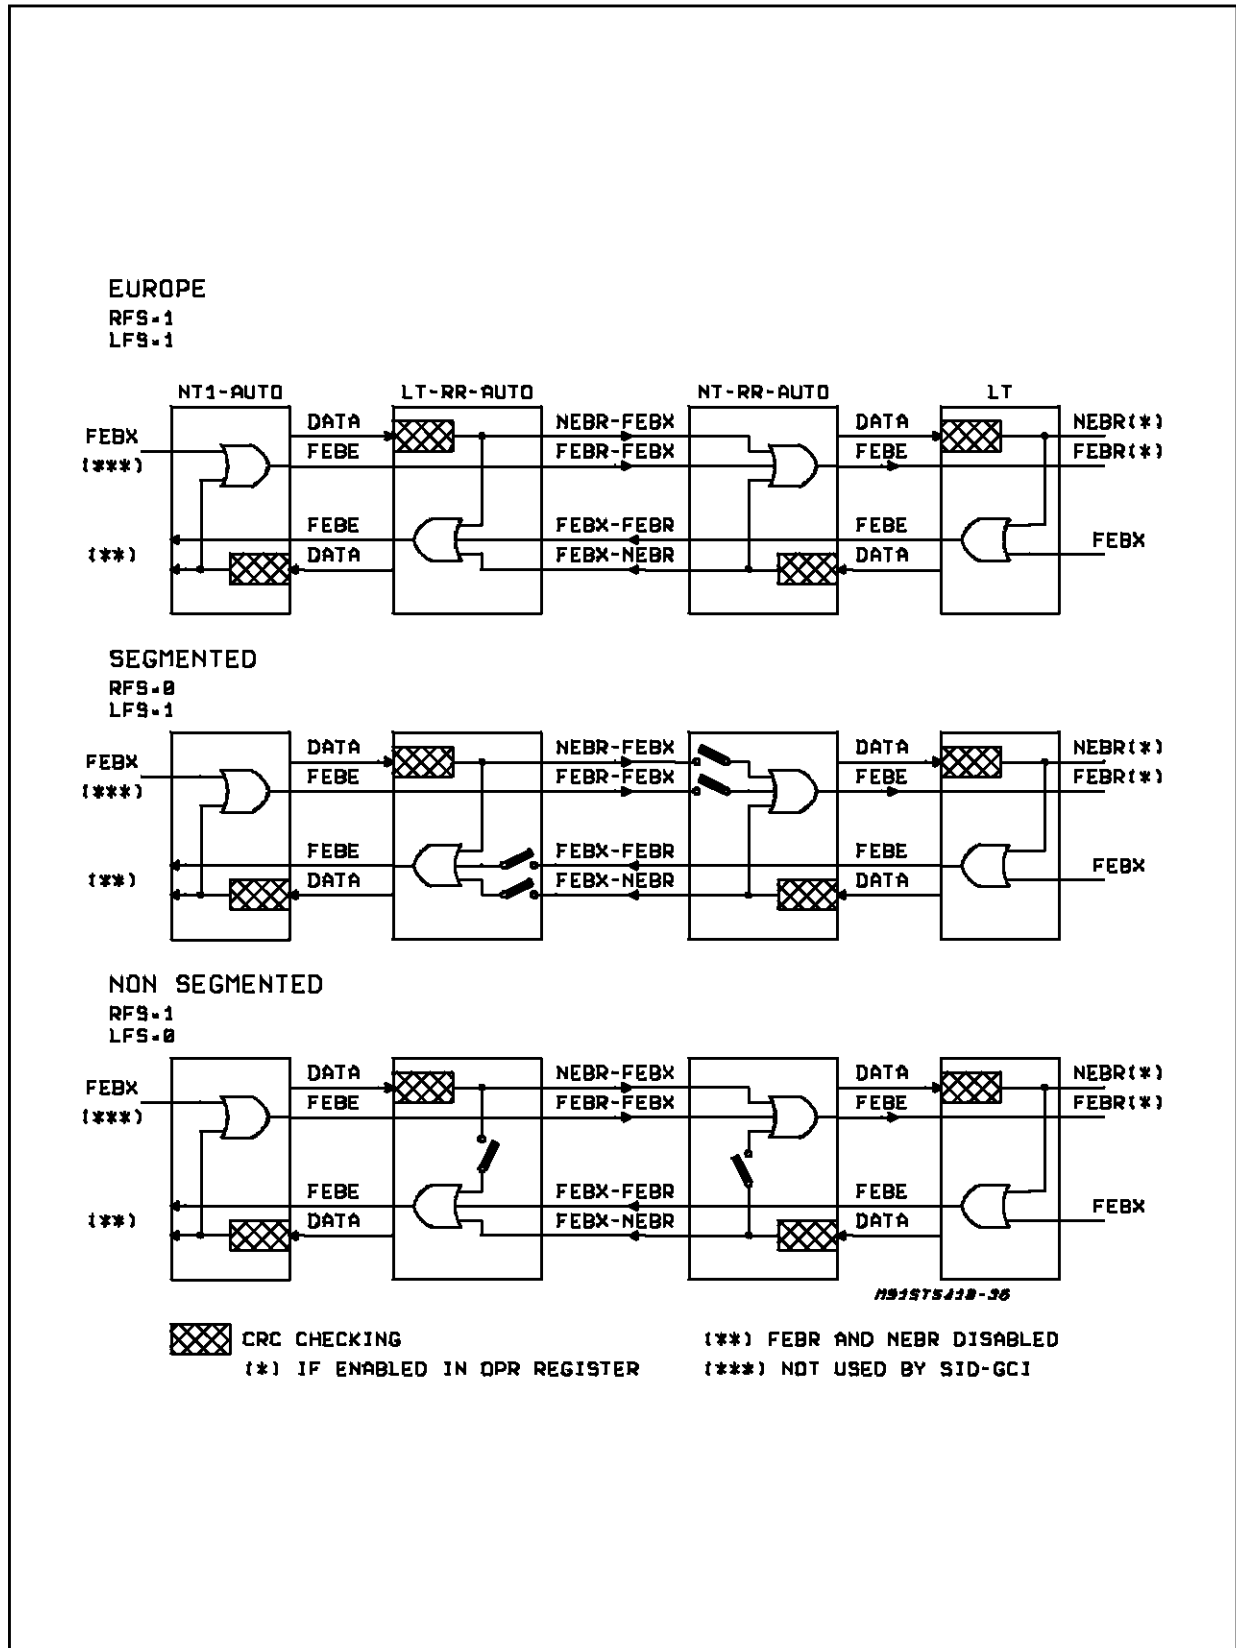 EUROPE
RFS=1
LFS=1
NT1-AUTO LT-RR-AUTO NT-RR-AUTO LT
DATA NEBR-FEBX DATA NEBR(*)
FEBX FEBE FEBR-FEBX FEBE FEBR(*)
(***)
FEBE FEBX-FEBR FEBE FEBX
(**) DATA FEBX-NEBR DATA
SEGMENTED
RFS=0
LFS=1
DATA NEBR-FEBX DATA NEBR(*)
FEBX FEBE FEBR-FEBX FEBE FEBR(*)
(***)
FEBE FEBX-FEBR FEBE FEBX
(**) DATA FEBX-NEBR DATA
NON SEGMENTED
RFS=1
LFS=0
DATA NEBR-FEBX DATA NEBR(*)
FEBX FEBE FEBR-FEBX FEBE FEBR(*)
(***)
FEBE FEBX-FEBR FEBE FEBX
(**) DATA FEBX-NEBR DATA
M91ST5410-36
CRC CHECKING (**) FEBR AND NEBR DISABLED
(*) IF ENABLED IN OPR REGISTER (***) NOT USED BY SID-GCI